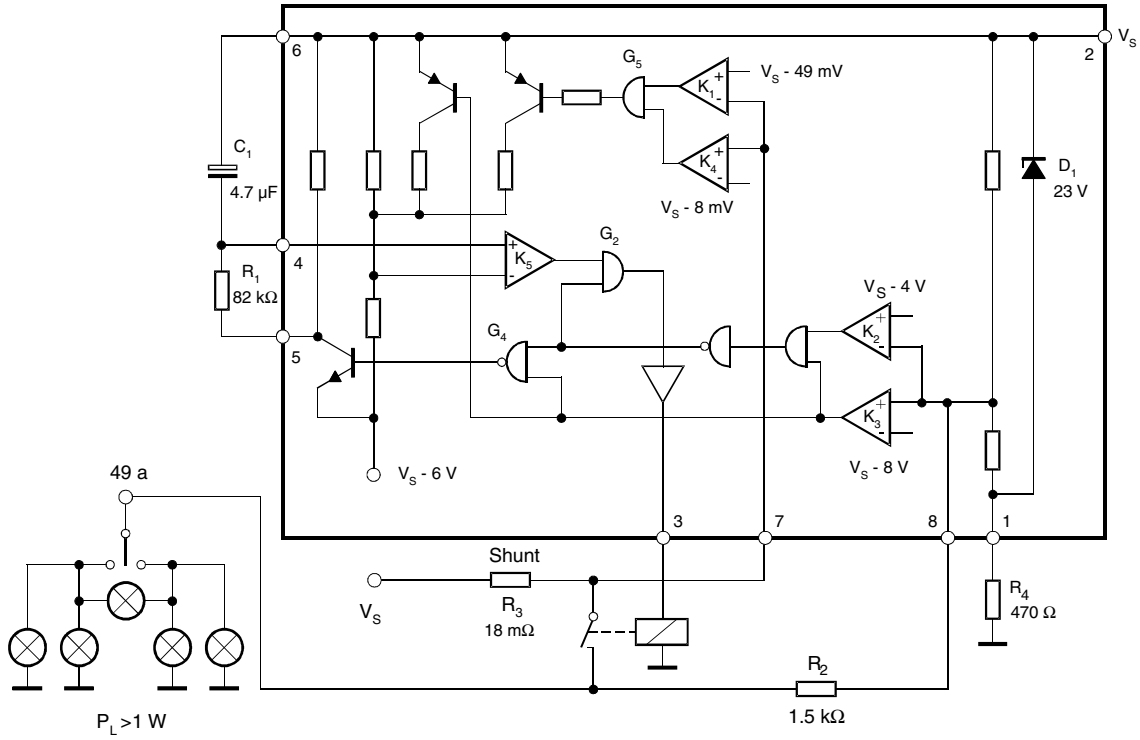 6
2
V_S
G_5
K_1
+
-
V_S - 49 mV
C_1
4.7 µF
K_4
+
-
V_S - 8 mV
D_1
23 V
4
R_1
82 kΩ
K_5
+
-
G_2
V_S - 4 V
5
G_4
K_2
+
-
K_3
+
-
V_S - 8 V
V_S - 6 V
49 a
3
7
8
1
Shunt
R_3
18 mΩ
V_S
R_4
470 Ω
R_2
1.5 kΩ
P_L >1 W